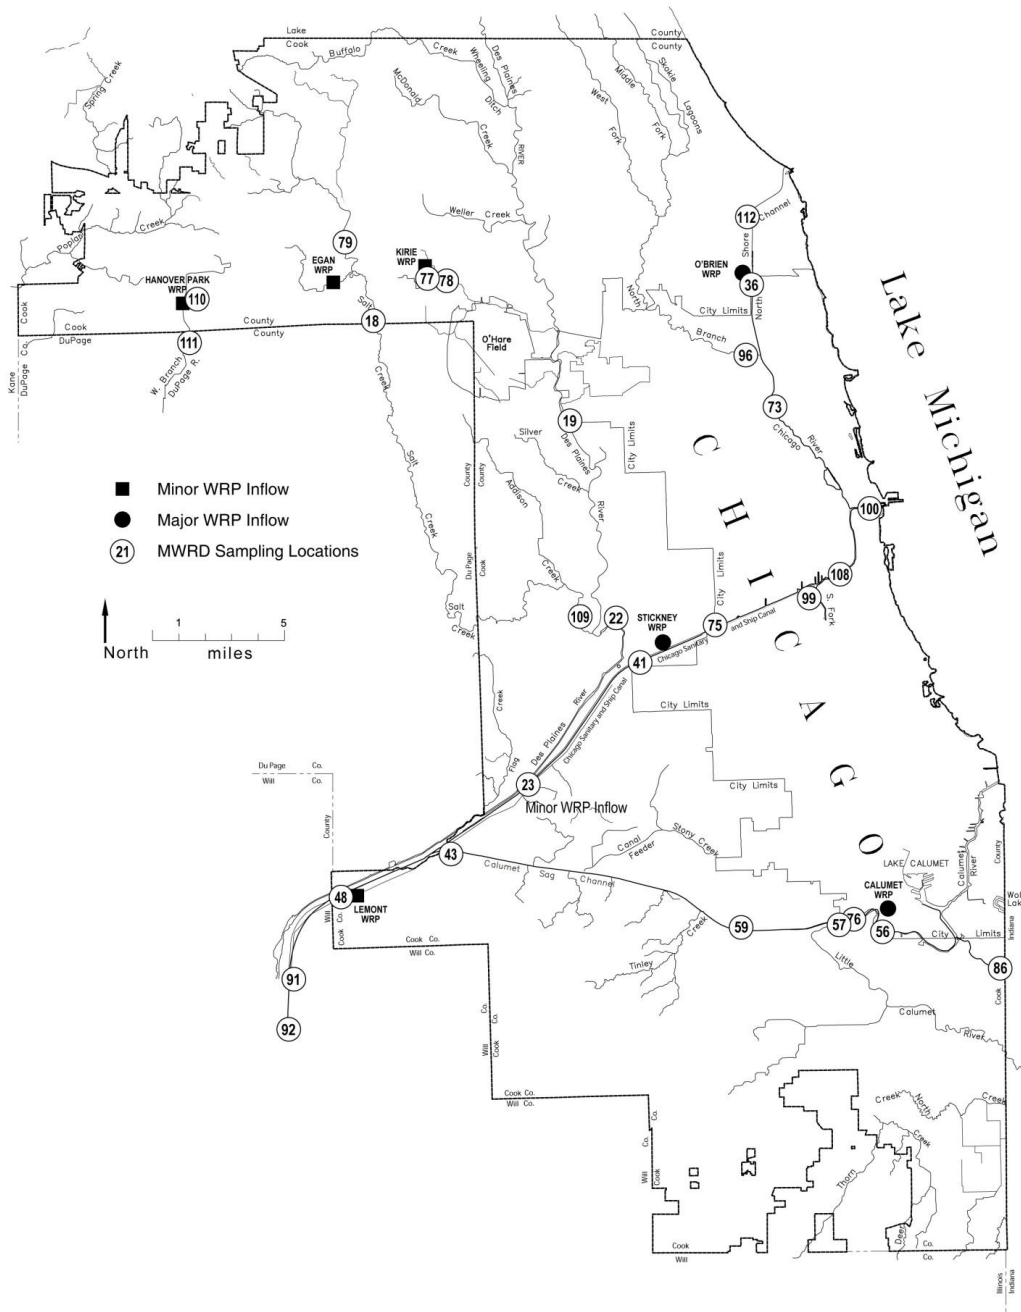 Lake
County
Cook
County
Buffalo
Creek
Wheeling
Ditch
Des Plaines
RIVER
McDonald
Creek
Spring Creek
West
Fork
Middle
Fork
Skokie
Lagoons
Weller Creek
Poplar
Creek
112
Channel
Shore
North
79
EGAN
WRP
KIRIE
WRP
77
78
O'BRIEN
WRP
36
HANOVER PARK
WRP
110
Salt
18
North
Branch
City Limits
96
Cook
DuPage Co.
Kane
Cook
County
DuPage
County
111
W. Branch
DuPage R.
O'Hare
Field
Creek
73
Chicago
River
19
Des Plaines
River
City Limits
Silver
Creek
Salt
Creek
Addison
Creek
County
County
Du Page
Cook
Lake Michigan
CHICAGO
Minor WRP Inflow
Major WRP Inflow
21
MWRD Sampling Locations
100
City Limits
108
99
S. Fork
1
5
North
miles
Salt
Creek
109
22
STICKNEY
WRP
75
and Ship Canal
41
Chicago Sanitary
River
Des Plaines
Chicago Sanitary and Ship Canal
City Limits
Creek
Flag
Du Page
Co.
Will
Co.
County
23
Minor WRP Inflow
City Limits
Canal
Feeder
Stony Creek
43
Calumet
Sag
Channel
LAKE CALUMET
Calumet
River
County
Wol
Lake
CALUMET
WRP
48
LEMONT
WRP
Will
Cook Co.
59
57
76
56
City
Limits
Indiana
Cook Co.
Will Co.
Creek
Tinley
Little
Calumet
River
86
Cook
91
92
Will
Co.
Cook
Co.
Cook Co.
Will Co.
Will
Co.
Cook
Co.
Creek
North
Creek
Creek
Thorn
Deer
Cook
Will
Co.
Co.
Illinois
Indiana